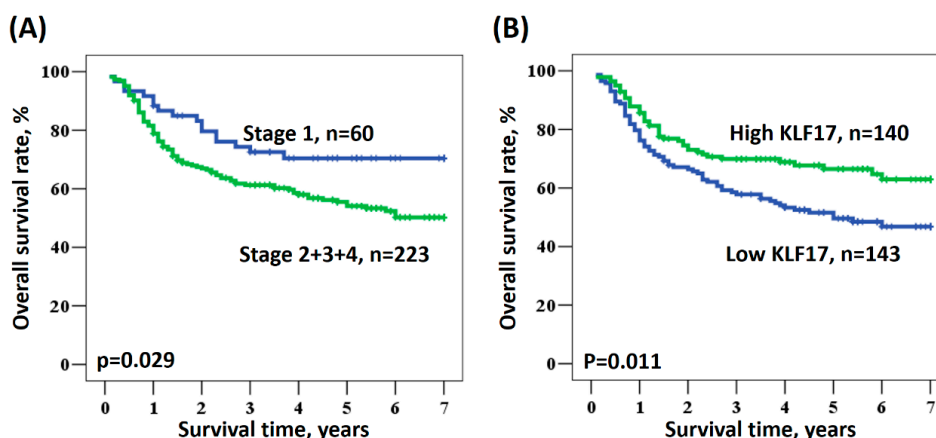 (A)
Overall survival rate, %
100
80
60
40
20
0
Stage 1, n=60
Stage 2+3+4, n=223
p=0.029
0 1 2 3 4 5 6 7
Survival time, years
(B)
Overall survival rate, %
100
80
60
40
20
0
High KLF17, n=140
Low KLF17, n=143
P=0.011
0 1 2 3 4 5 6 7
Survival time, years